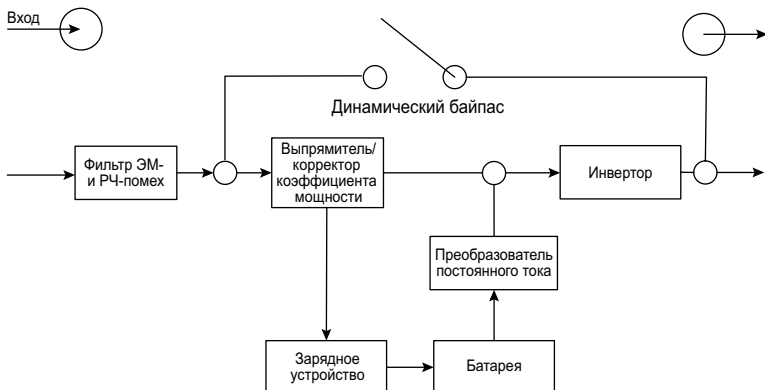 Вход
Динамический байпас
Фильтр ЭМ-
и РЧ-помех
Выпрямитель/
корректор
коэффициента
мощности
Инвертор
Преобразователь
постоянного тока
Зарядное
устройство
Батарея